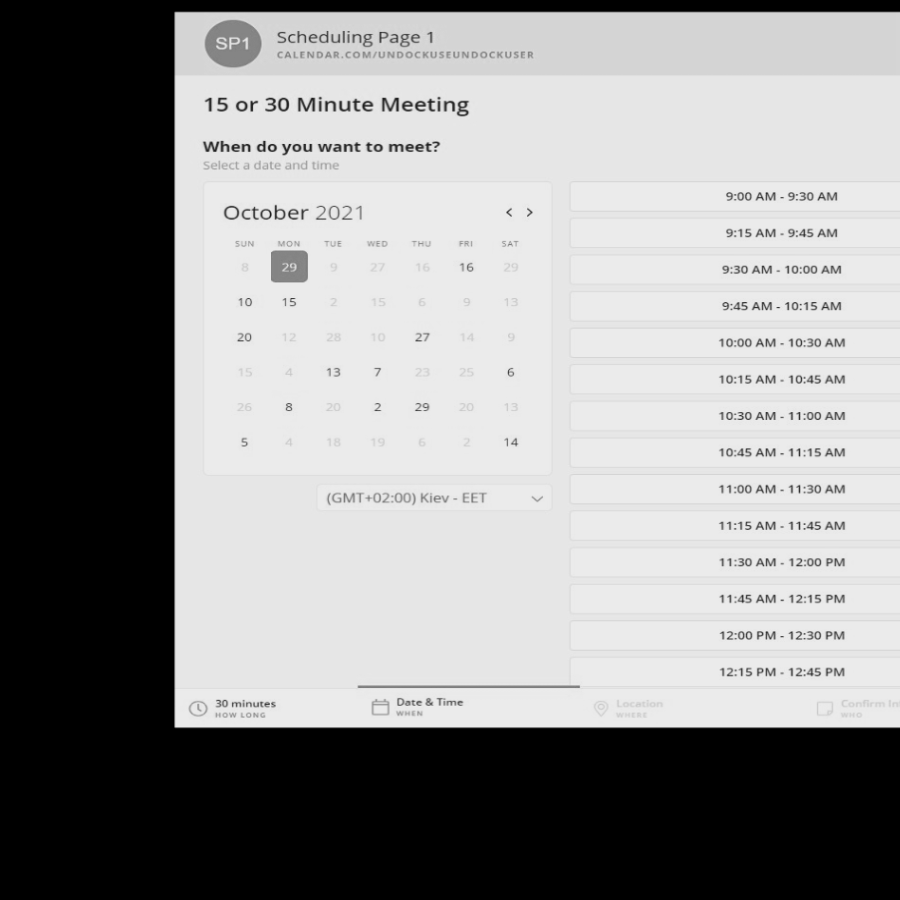 SP1
Scheduling Page 1
CALENDAR.COM/UNDOCKUSEUNDOCKUSER
15 or 30 Minute Meeting
When do you want to meet?
Select a date and time
October 2021
< >
SUN MON TUE WED THU FRI SAT
8 29 9 27 16 16 29
10 15 2 15 6 9 13
20 12 28 10 27 14 9
15 4 13 7 23 25 6
26 8 20 2 29 20 13
5 4 18 19 6 2 14
(GMT+02:00) Kiev - EET
9:00 AM - 9:30 AM
9:15 AM - 9:45 AM
9:30 AM - 10:00 AM
9:45 AM - 10:15 AM
10:00 AM - 10:30 AM
10:15 AM - 10:45 AM
10:30 AM - 11:00 AM
10:45 AM - 11:15 AM
11:00 AM - 11:30 AM
11:15 AM - 11:45 AM
11:30 AM - 12:00 PM
11:45 AM - 12:15 PM
12:00 PM - 12:30 PM
12:15 PM - 12:45 PM
30 minutes
HOW LONG
Date & Time
WHEN
Location
WHERE
Confirm In
WHO